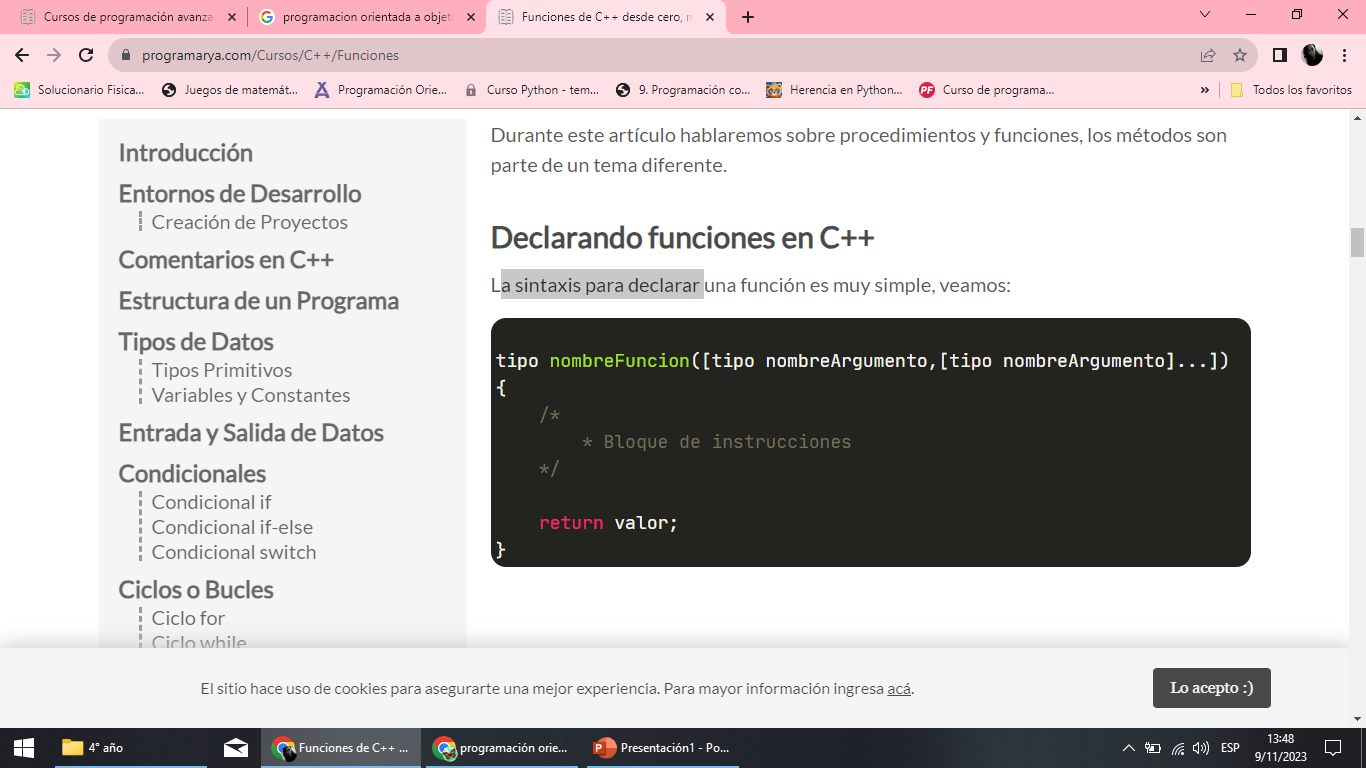 Cursos de programación avanza
programacion orientada a objet
Funciones de C++ desde cero, n
programarya.com/Cursos/C++/Funciones
Solucionario Fisica...
Juegos de matemát...
Programación Orie...
Curso Python - tem...
9. Programación co...
Herencia en Python...
PF
Curso de programa...
»
Todos los favoritos
Introducción
Entornos de Desarrollo
Creación de Proyectos
Comentarios en C++
Estructura de un Programa
Tipos de Datos
Tipos Primitivos
Variables y Constantes
Entrada y Salida de Datos
Condicionales
Condicional if
Condicional if-else
Condicional switch
Ciclos o Bucles
Ciclo for
Ciclo while
Durante este artículo hablaremos sobre procedimientos y funciones, los métodos son
parte de un tema diferente.
Declarando funciones en C++
La sintaxis para declarar una función es muy simple, veamos:
tipo nombreFuncion([tipo nombreArgumento,[tipo nombreArgumento]...])
{
/*
* Bloque de instrucciones
*/
return valor;
}
El sitio hace uso de cookies para asegurarte una mejor experiencia. Para mayor información ingresa acá.
Lo acepto :)
4° año
Funciones de C++ ...
programación orie...
Presentación1 - Po...
ESP
13:48
9/11/2023